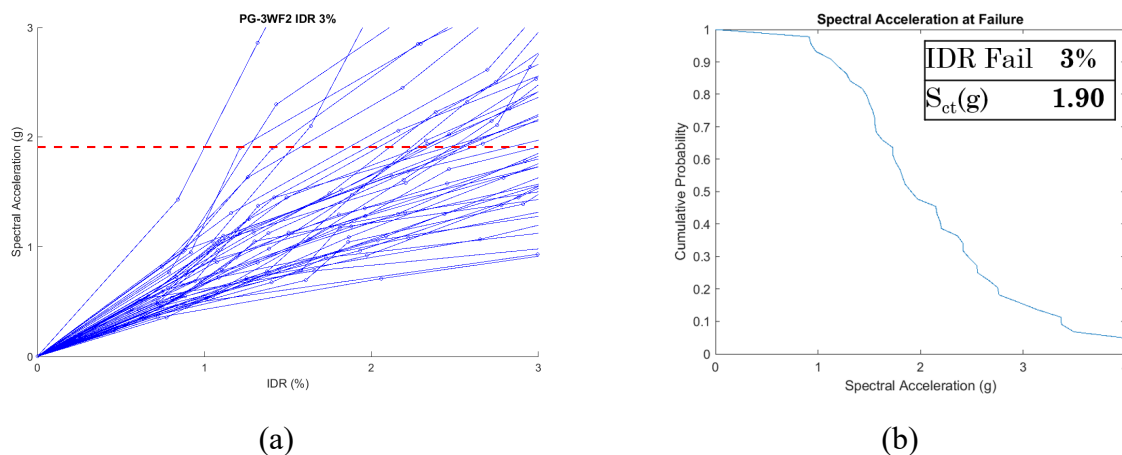 PG-3WF2 IDR 3%
Spectral Acceleration (g)
3
2
1
0
0 1 2 3
IDR (%)
(a)
Spectral Acceleration at Failure
Cumulative Probability
1
0.9
0.8
0.7
0.6
0.5
0.4
0.3
0.2
0.1
0
IDR Fail 3%
Sct(g) 1.90
0 1 2 3
Spectral Acceleration (g)
(b)